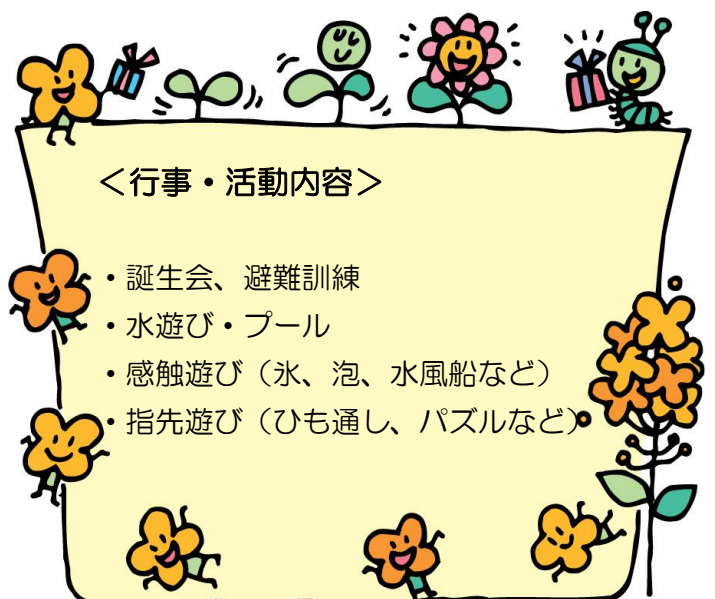 ＜行事・活動内容＞
・誕生会、避難訓練
・水遊び・プール
・感触遊び（氷、泡、水風船など）
・指先遊び（ひも通し、パズルなど）